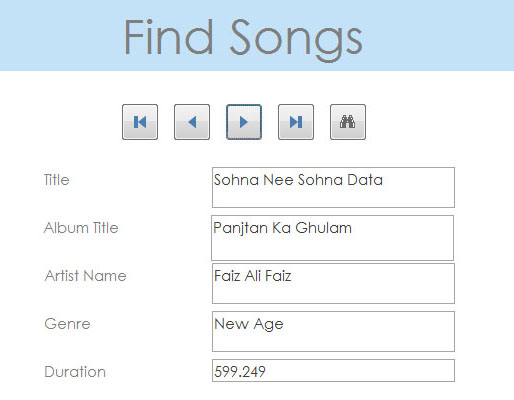 Find Songs
Title Sohna Nee Sohna Data
Album Title Panjtan Ka Ghulam
Artist Name Faiz Ali Faiz
Genre New Age
Duration 599.249